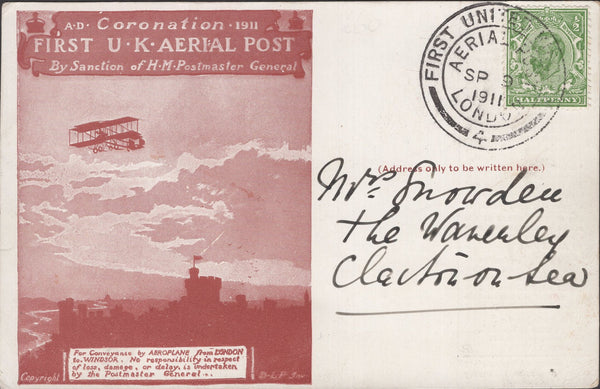 A.D. Coronation 1911
FIRST U.K. AERIAL POST
By Sanction of H.M. Postmaster General
FIRST UNITED
AERIAL
SP 9
1911
LONDON
4
HALFPENNY
(Address only to be written here.)
Mrs Snowden
The Waverley
Clacton on Sea
For Conveyance by AEROPLANE from LONDON
to WINDSOR. No responsibility in respect
of loss, damage, or delay, is undertaken
by the Postmaster General.
Copyright